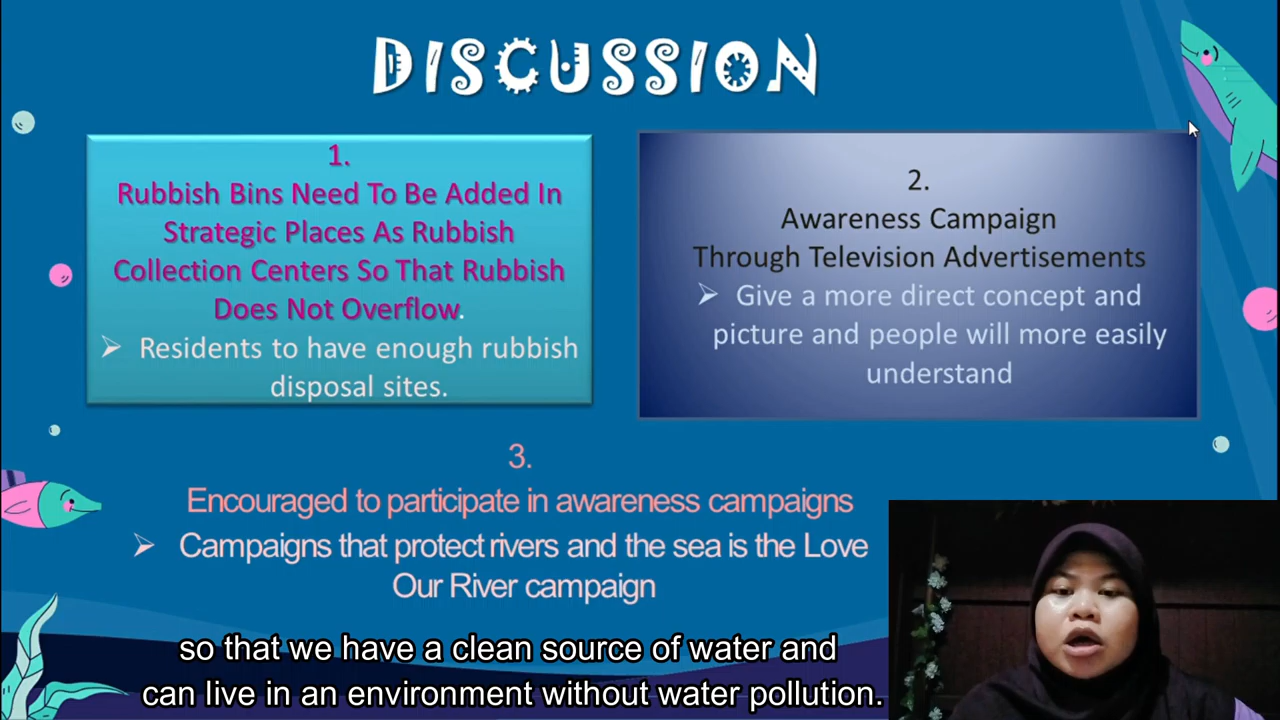 DISCUSSION
1.
Rubbish Bins Need To Be Added In
Strategic Places As Rubbish
Collection Centers So That Rubbish
Does Not Overflow.
➢ Residents to have enough rubbish
disposal sites.
2.
Awareness Campaign
Through Television Advertisements
➢ Give a more direct concept and
picture and people will more easily
understand
3.
Encouraged to participate in awareness campaigns
➢ Campaigns that protect rivers and the sea is the Love
Our River campaign
so that we have a clean source of water and
can live in an environment without water pollution.